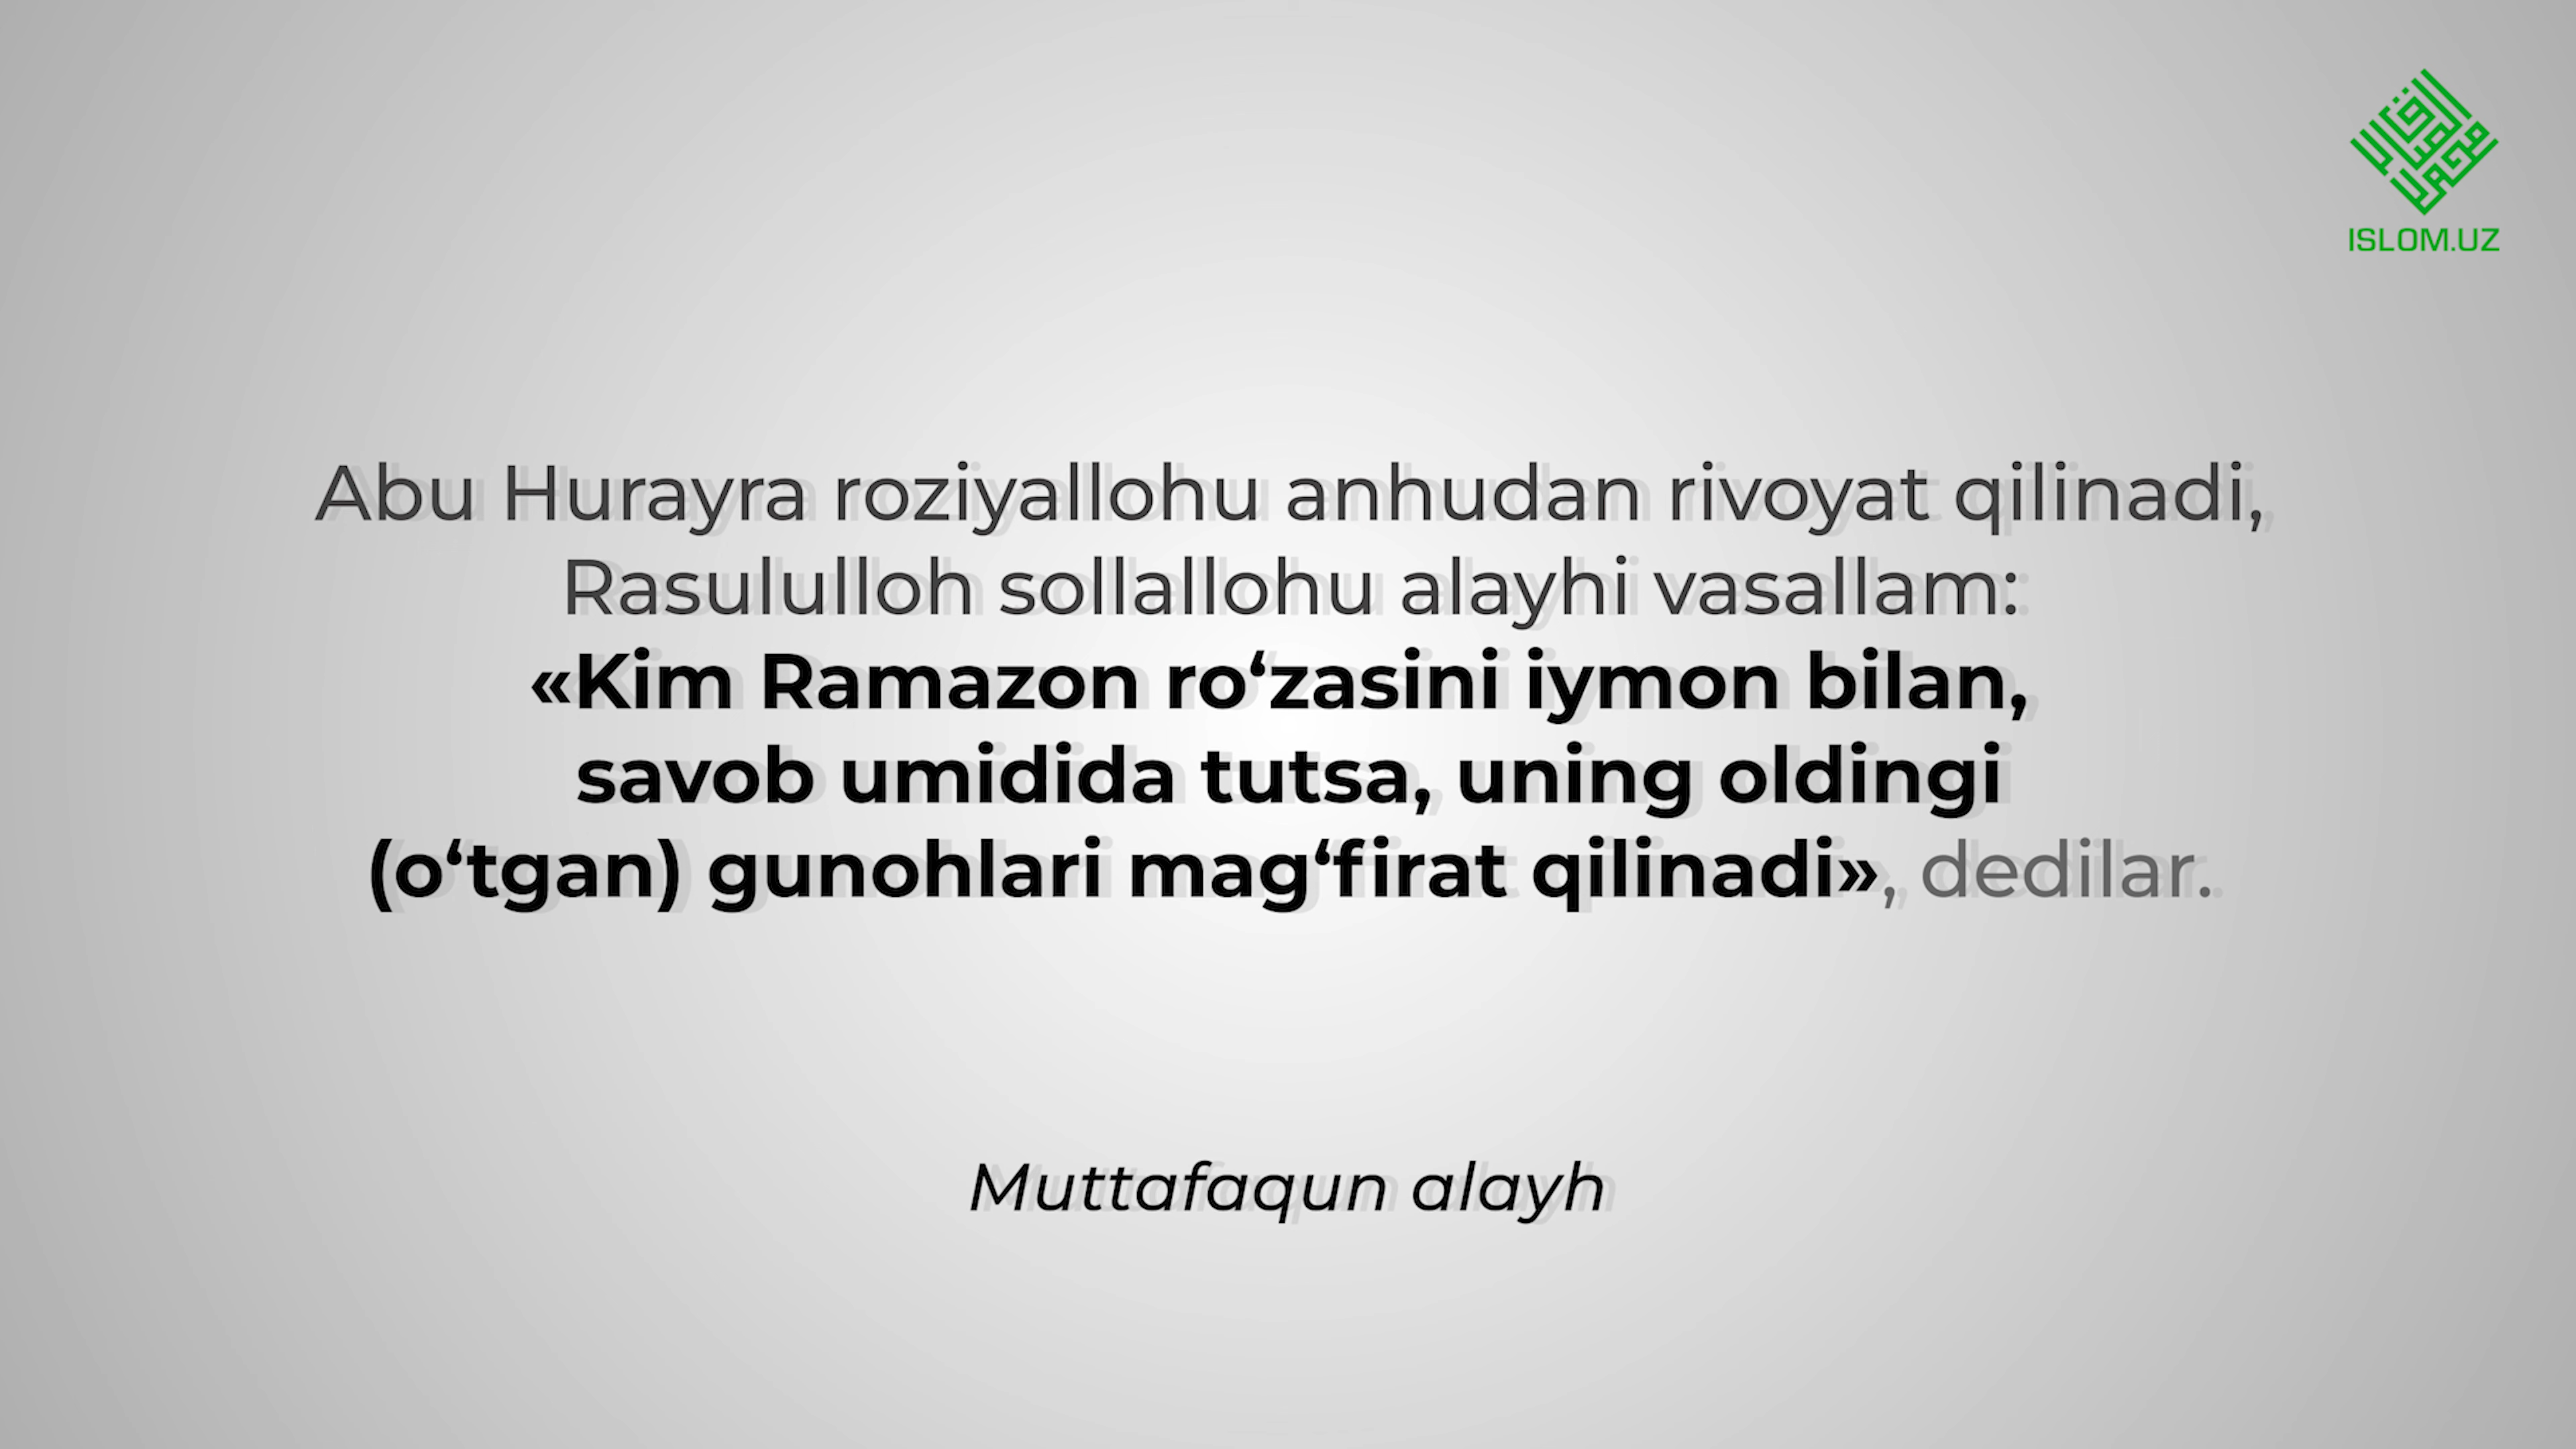 ISLOM.UZ
Abu Hurayra roziyallohu anhudan rivoyat qilinadi,
Rasululloh sollallohu alayhi vasallam:
«Kim Ramazon ro‘zasini iymon bilan,
savob umidida tutsa, uning oldingi
(o‘tgan) gunohlari mag‘firat qilinadi», dedilar.
Muttafaqun alayh